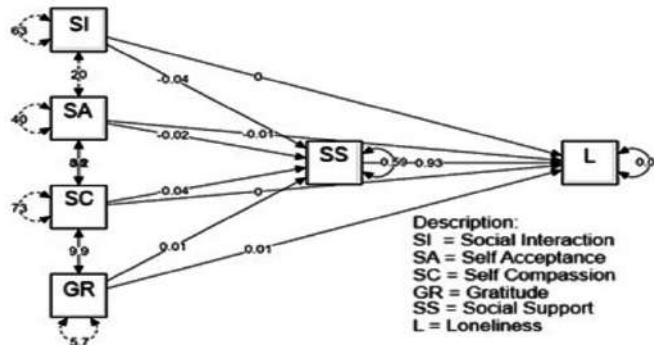 SI
63
20
-0.04
0
SA
40
-0.02
-0.01
SS
0.59
0.93
L
0.0
SC
73
0.04
0
9.9
0.01
0.01
GR
5.7
Description:
SI = Social Interaction
SA = Self Acceptance
SC = Self Compassion
GR = Gratitude
SS = Social Support
L = Loneliness